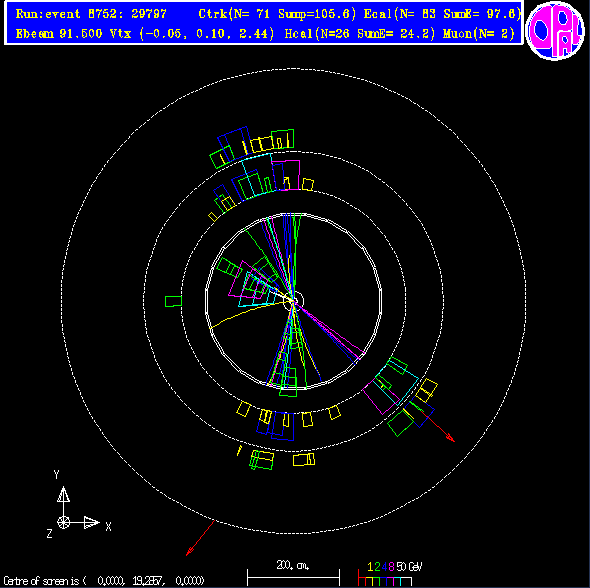 Run:event 8752: 29797 Ctrk(N= 71 Sump=105.6) Ecal(N= 83 SumE= 97.6)
Ebeam 91.500 Vtx (-0.05, 0.10, 2.44) Hcal(N=26 SumE= 24.2) Muon(N= 2)
OPAL
Y
X
Z
200. cm.
1 2 4 8 50 GeV
Centre of screen is ( 0.0000, 19.2857, 0.0000)